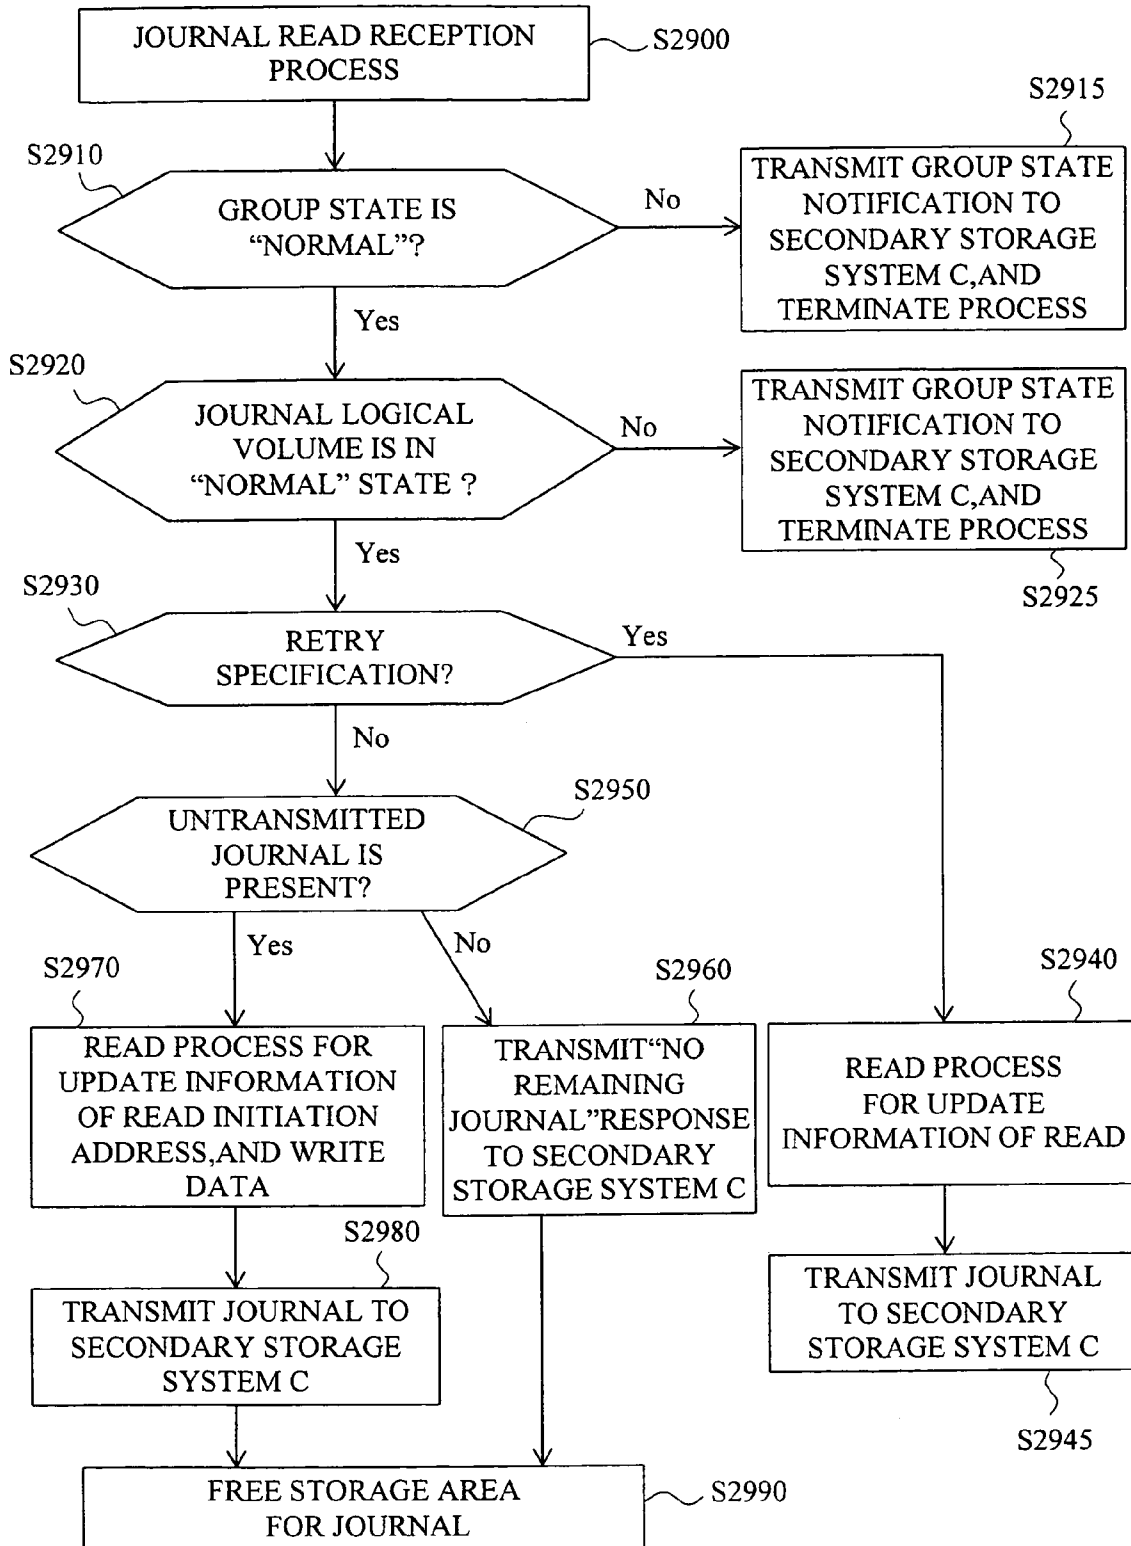 JOURNAL READ RECEPTION
PROCESS
S2900
S2910
GROUP STATE IS
“NORMAL”?
No
Yes
S2915
TRANSMIT GROUP STATE
NOTIFICATION TO
SECONDARY STORAGE
SYSTEM C,AND
TERMINATE PROCESS
S2920
JOURNAL LOGICAL
VOLUME IS IN
“NORMAL” STATE ?
No
Yes
TRANSMIT GROUP STATE
NOTIFICATION TO
SECONDARY STORAGE
SYSTEM C,AND
TERMINATE PROCESS
S2925
S2930
RETRY
SPECIFICATION?
Yes
No
S2950
UNTRANSMITTED
JOURNAL IS
PRESENT?
Yes
No
S2970
READ PROCESS FOR
UPDATE INFORMATION
OF READ INITIATION
ADDRESS,AND WRITE
DATA
S2960
TRANSMIT“NO
REMAINING
JOURNAL”RESPONSE
TO SECONDARY
STORAGE SYSTEM C
S2940
READ PROCESS
FOR UPDATE
INFORMATION OF READ
S2980
TRANSMIT JOURNAL TO
SECONDARY STORAGE
SYSTEM C
TRANSMIT JOURNAL
TO SECONDARY
STORAGE SYSTEM C
S2945
FREE STORAGE AREA
FOR JOURNAL
S2990